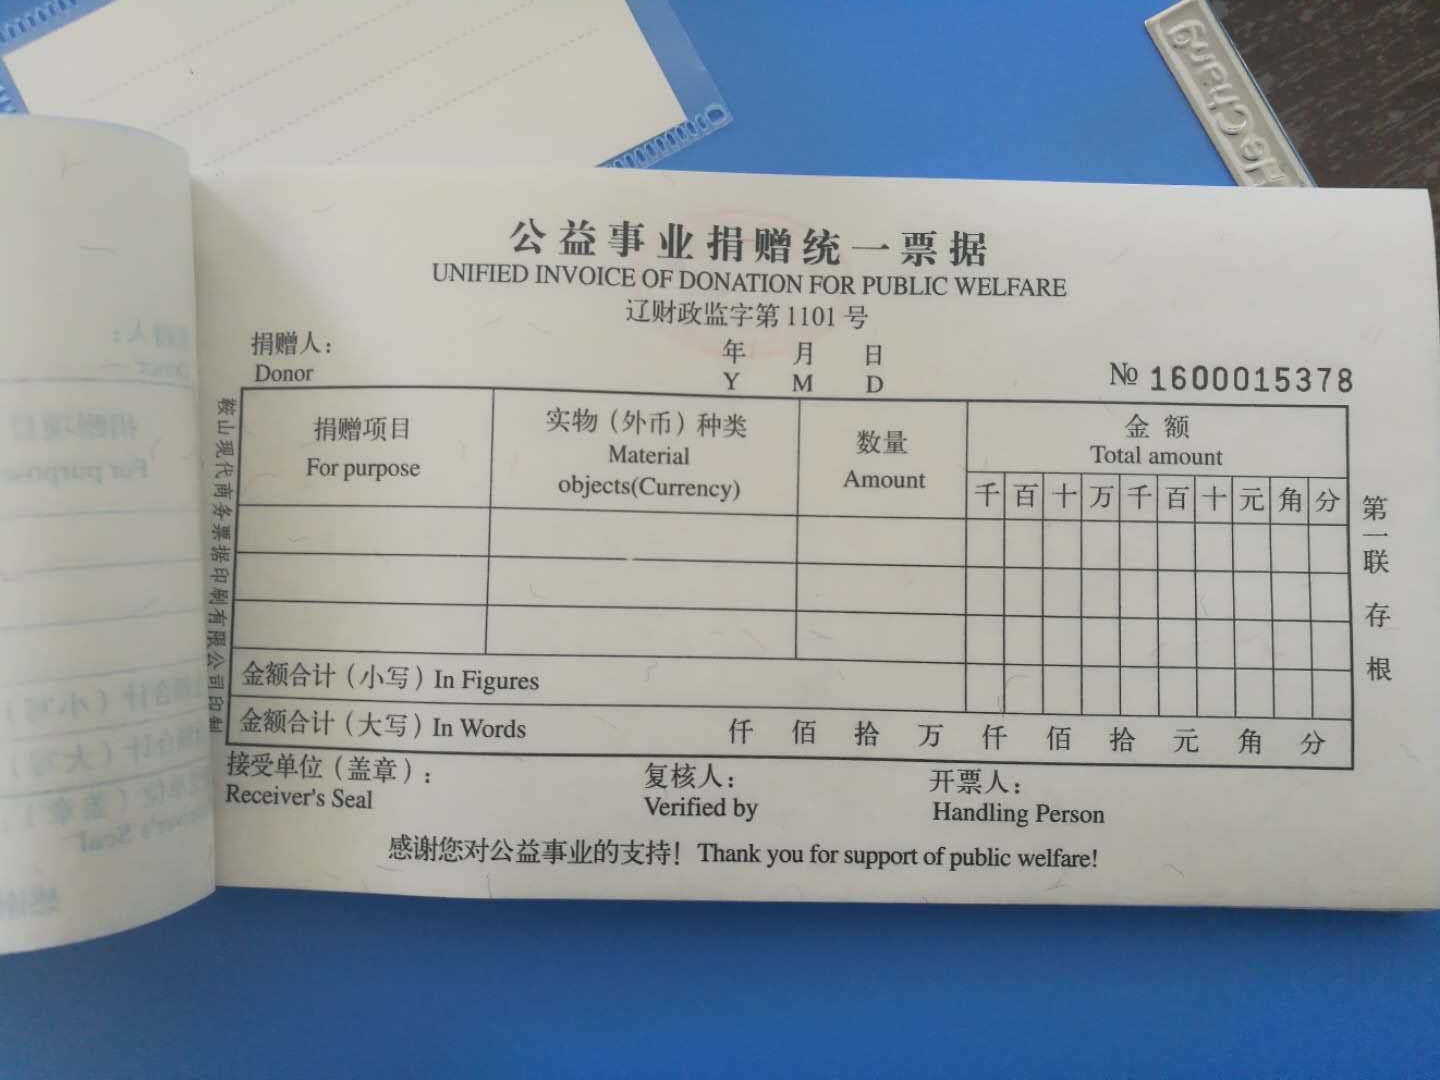 HeChang
公益事业捐赠统一票据
UNIFIED INVOICE OF DONATION FOR PUBLIC WELFARE
辽财政监字第1101号
捐赠人：
Donor
年 月 日
Y M D
№ 1600015378
捐赠项目
For purpose
实物（外币）种类
Material
objects(Currency)
数量
Amount
金 额
Total amount
千 百 十 万 千 百 十 元 角 分
金额合计（小写）In Figures
金额合计（大写）In Words 仟 佰 拾 万 仟 佰 拾 元 角 分
接受单位（盖章）：
Receiver's Seal
复核人：
Verified by
开票人：
Handling Person
感谢您对公益事业的支持！Thank you for support of public welfare!
鞍山现代商务票据印刷有限公司印制
第一联 存根